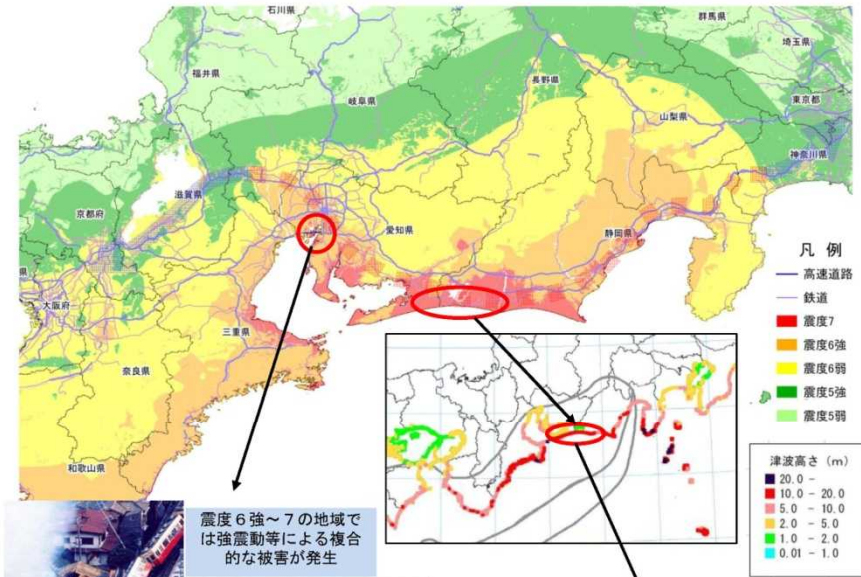 石川県
群馬県
埼玉県
福井県
長野県
岐阜県
東京都
山梨県
神奈川県
滋賀県
京都府
愛知県
静岡県
大阪府
三重県
奈良県
和歌山県
凡 例
高速道路
鉄道
震度7
震度6強
震度6弱
震度5強
震度5弱
津波高さ（m）
20.0 -
10.0 - 20.0
5.0 - 10.0
2.0 - 5.0
1.0 - 2.0
0.01 - 1.0
震度６強～７の地域で
は強震動等による複合
的な被害が発生